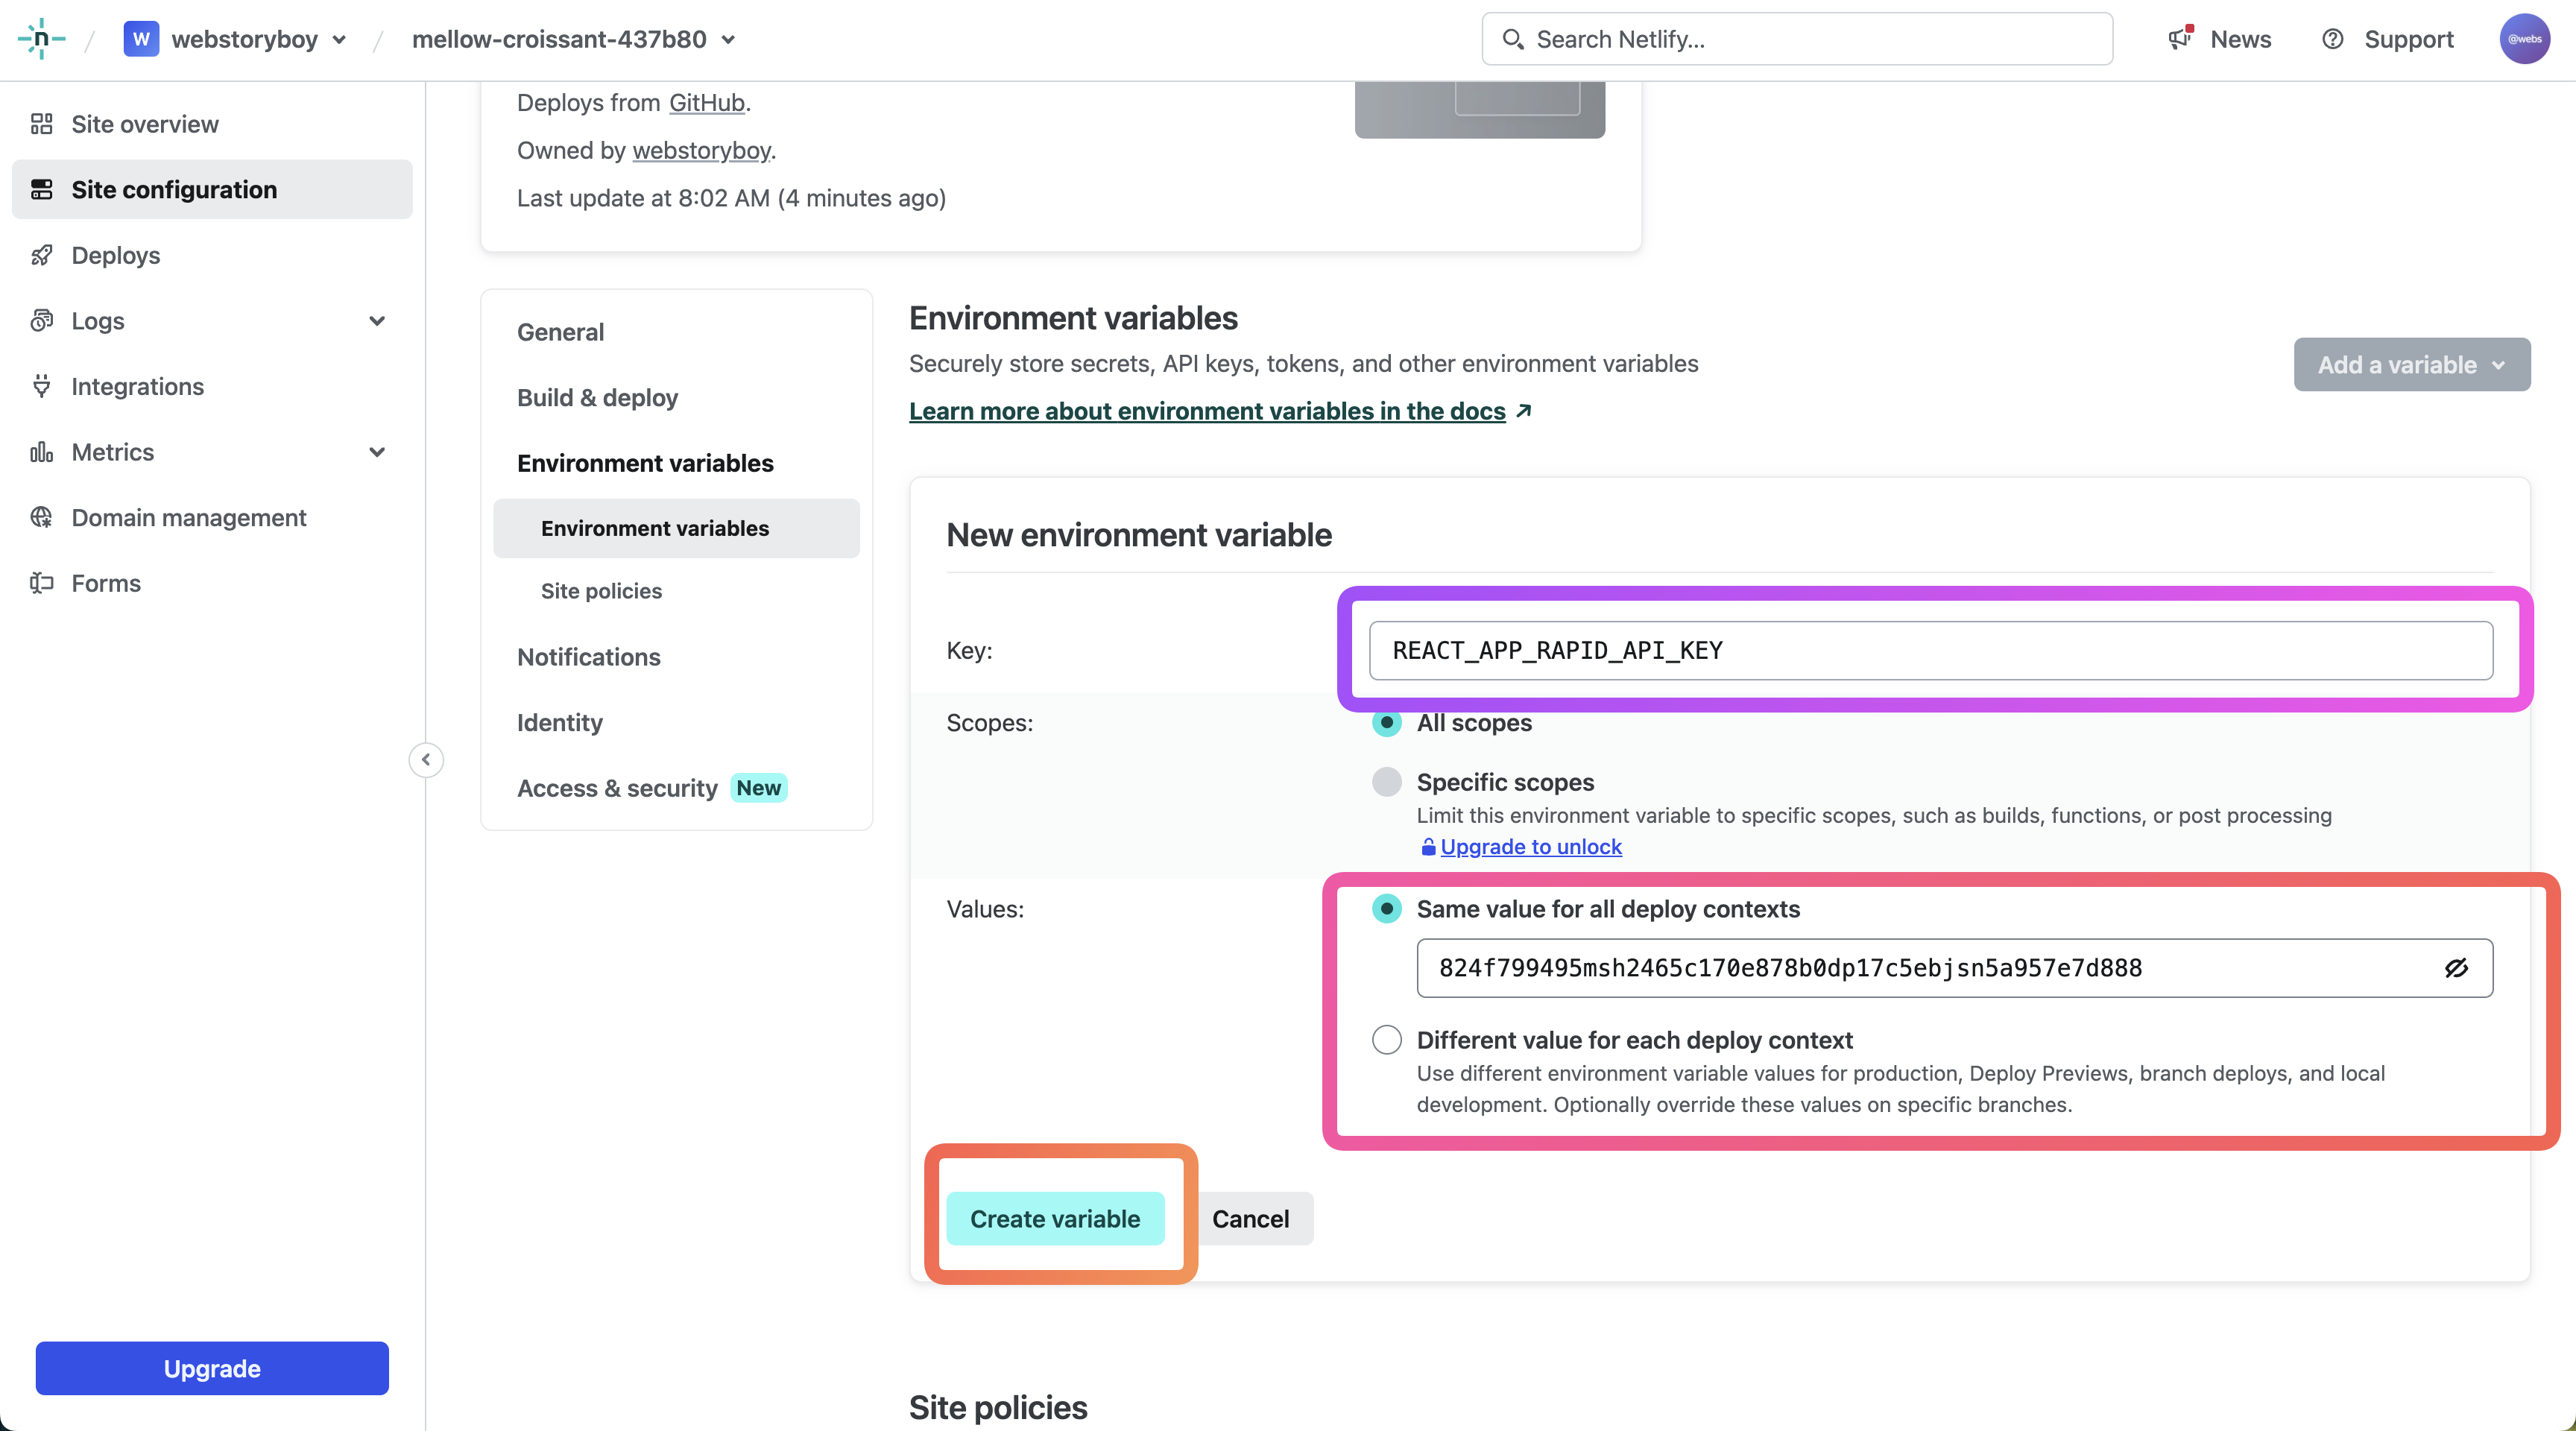 n / W webstoryboy / mellow-croissant-437b80
Search Netlify...
News
Support
@webs
Site overview
Site configuration
Deploys
Logs
Integrations
Metrics
Domain management
Forms
Upgrade
Deploys from GitHub.
Owned by webstoryboy.
Last update at 8:02 AM (4 minutes ago)
General
Build & deploy
Environment variables
Environment variables
Site policies
Notifications
Identity
Access & security New
Environment variables
Securely store secrets, API keys, tokens, and other environment variables
Learn more about environment variables in the docs
Add a variable
New environment variable
Key:
REACT_APP_RAPID_API_KEY
Scopes:
All scopes
Specific scopes
Limit this environment variable to specific scopes, such as builds, functions, or post processing
Upgrade to unlock
Values:
Same value for all deploy contexts
824f799495msh2465c170e878b0dp17c5ebjsn5a957e7d888
Different value for each deploy context
Use different environment variable values for production, Deploy Previews, branch deploys, and local
development. Optionally override these values on specific branches.
Create variable
Cancel
Site policies